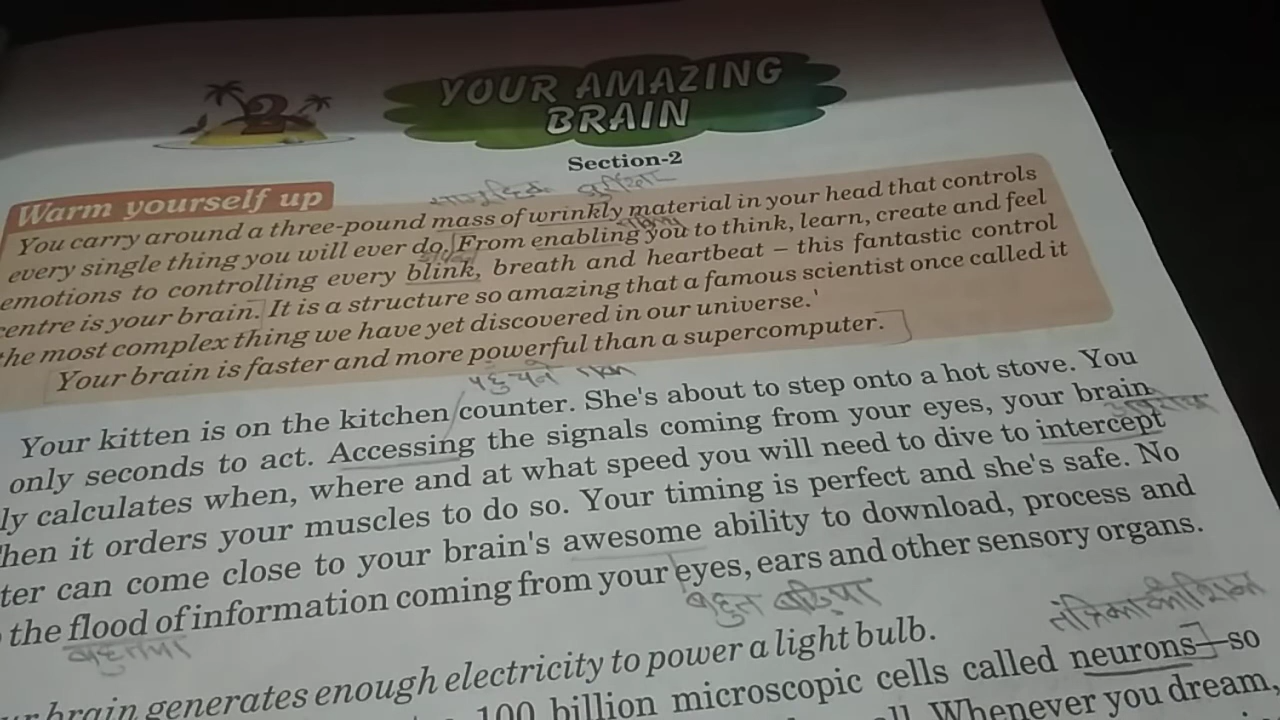 2
YOUR AMAZING
BRAIN
Section-2
Warm yourself up
You carry around a three-pound mass of wrinkly material in your head that controls
every single thing you will ever do. From enabling you to think, learn, create and feel
emotions to controlling every blink, breath and heartbeat – this fantastic control
centre is your brain. It is a structure so amazing that a famous scientist once called it
the most complex thing we have yet discovered in our universe.'
Your brain is faster and more powerful than a supercomputer.
Your kitten is on the kitchen counter. She's about to step onto a hot stove. You
only seconds to act. Accessing the signals coming from your eyes, your brain
ly calculates when, where and at what speed you will need to dive to intercept
hen it orders your muscles to do so. Your timing is perfect and she's safe. No
ter can come close to your brain's awesome ability to download, process and
the flood of information coming from your eyes, ears and other sensory organs.
बहुत बढ़िया
तंत्रिका कोशिका
ur brain generates enough electricity to power a light bulb.
100 billion microscopic cells called neurons—so
Whenever you dream,